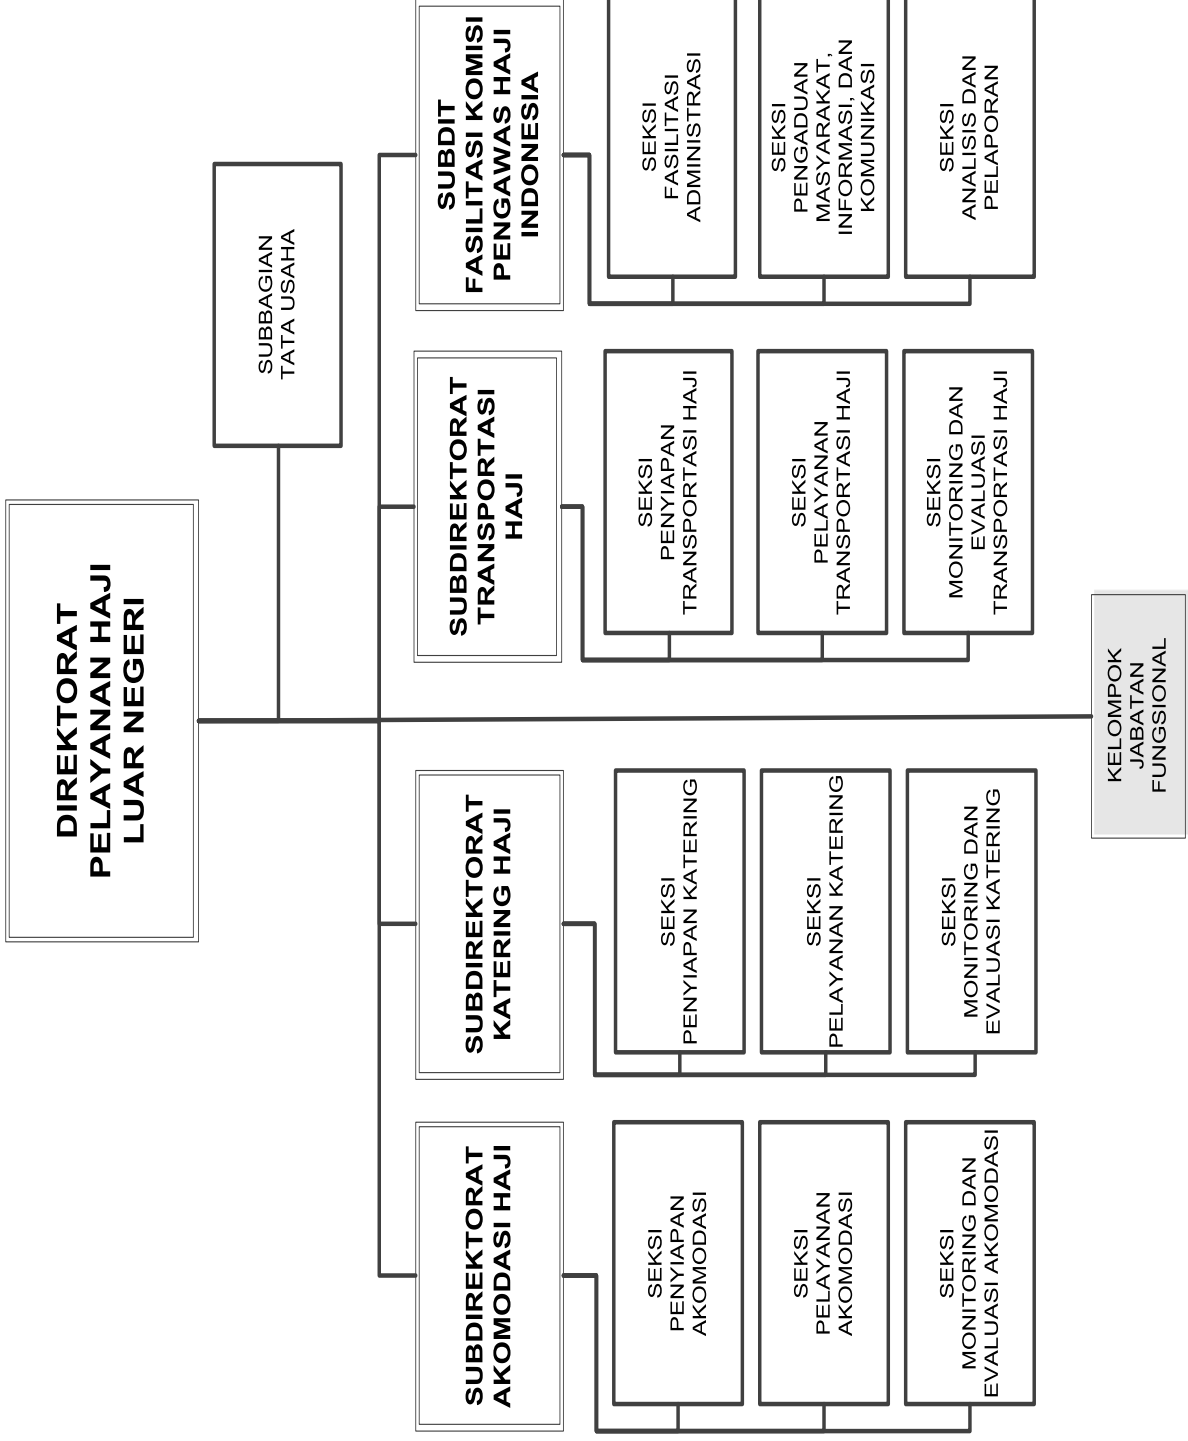 DIREKTORAT
PELAYANAN HAJI
LUAR NEGERI
SUBBAGIAN
TATA USAHA
SUBDIREKTORAT
AKOMODASI HAJI
SEKSI
PENYIAPAN
AKOMODASI
SEKSI
PELAYANAN
AKOMODASI
SEKSI
MONITORING DAN
EVALUASI AKOMODASI
SUBDIREKTORAT
KATERING HAJI
SEKSI
PENYIAPAN KATERING
SEKSI
PELAYANAN KATERING
SEKSI
MONITORING DAN
EVALUASI KATERING
SUBDIREKTORAT
TRANSPORTASI
HAJI
SEKSI
PENYIAPAN
TRANSPORTASI HAJI
SEKSI
PELAYANAN
TRANSPORTASI HAJI
SEKSI
MONITORING DAN
EVALUASI
TRANSPORTASI HAJI
SUBDIT
FASILITASI KOMISI
PENGAWAS HAJI
INDONESIA
SEKSI
FASILITASI
ADMINISTRASI
SEKSI
PENGADUAN
MASYARAKAT,
INFORMASI, DAN
KOMUNIKASI
SEKSI
ANALISIS DAN
PELAPORAN
KELOMPOK
JABATAN
FUNGSIONAL